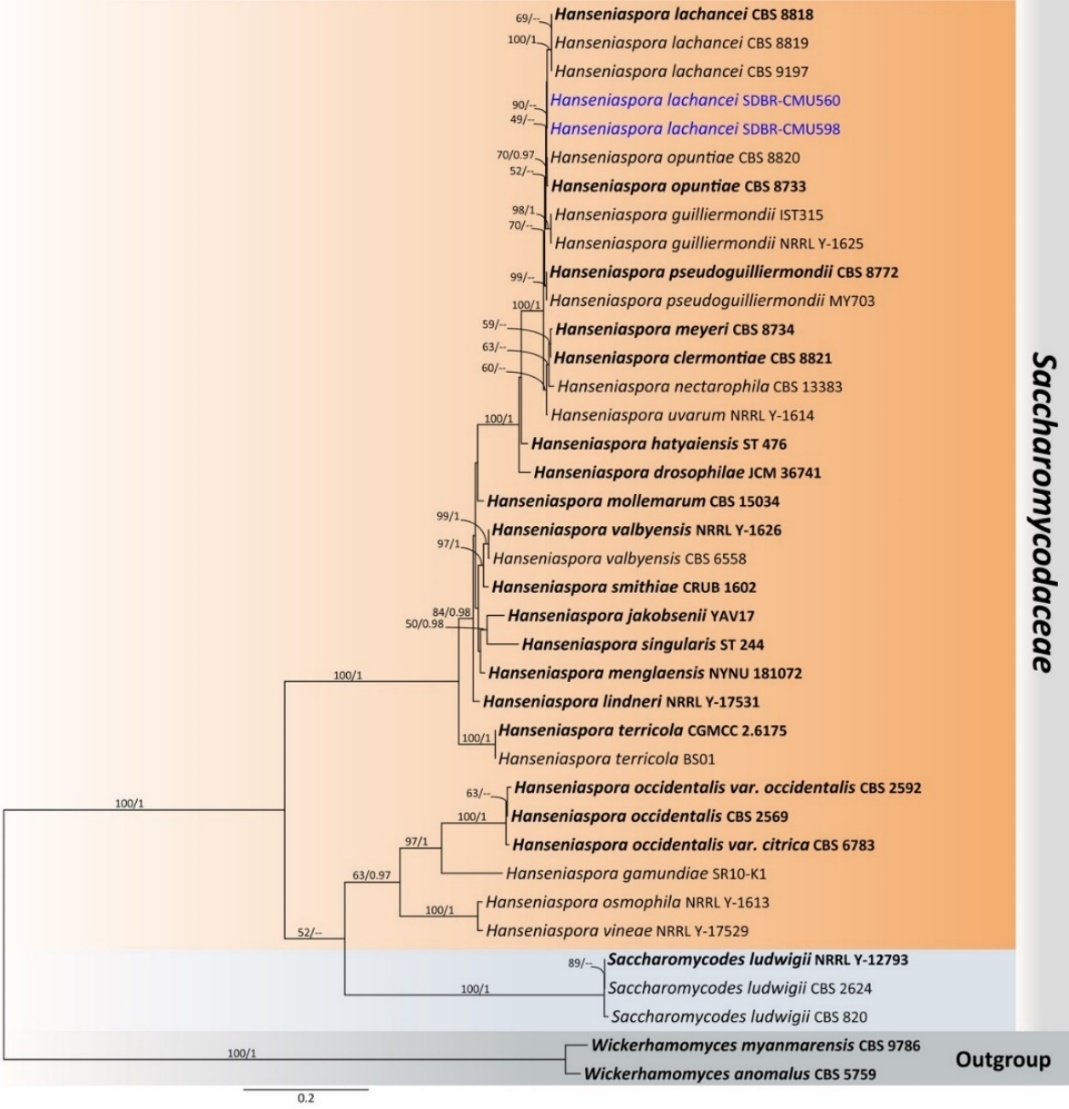 69/--
Hanseniaspora lachancei CBS 8818
100/1
Hanseniaspora lachancei CBS 8819
Hanseniaspora lachancei CBS 9197
90/--
Hanseniaspora lachancei SDBR-CMU560
49/--
Hanseniaspora lachancei SDBR-CMU598
70/0.97
Hanseniaspora opuntiae CBS 8820
52/--
Hanseniaspora opuntiae CBS 8733
98/1
Hanseniaspora guilliermondii IST315
70/--
Hanseniaspora guilliermondii NRRL Y-1625
99/--
Hanseniaspora pseudoguilliermondii CBS 8772
Hanseniaspora pseudoguilliermondii MY703
100/1
59/--
Hanseniaspora meyeri CBS 8734
63/--
Hanseniaspora clermontiae CBS 8821
60/--
Hanseniaspora nectarophila CBS 13383
Hanseniaspora uvarum NRRL Y-1614
100/1
Hanseniaspora hatyaiensis ST 476
Hanseniaspora drosophilae JCM 36741
Hanseniaspora mollemarum CBS 15034
99/1
Hanseniaspora valbyensis NRRL Y-1626
97/1
Hanseniaspora valbyensis CBS 6558
Hanseniaspora smithiae CRUB 1602
84/0.98
Hanseniaspora jakobsenii YAV17
50/0.98
Hanseniaspora singularis ST 244
Hanseniaspora menglaensis NYNU 181072
100/1
Hanseniaspora lindneri NRRL Y-17531
Hanseniaspora terricola CGMCC 2.6175
100/1
Hanseniaspora terricola BS01
Hanseniaspora occidentalis var. occidentalis CBS 2592
63/--
100/1
Hanseniaspora occidentalis CBS 2569
100/1
Hanseniaspora occidentalis var. citrica CBS 6783
97/1
Hanseniaspora gamundiae SR10-K1
63/0.97
Hanseniaspora osmophila NRRL Y-1613
100/1
Hanseniaspora vineae NRRL Y-17529
52/--
Saccharomycodes ludwigii NRRL Y-12793
89/--
Saccharomycodes ludwigii CBS 2624
100/1
Saccharomycodes ludwigii CBS 820
Saccharomycodaceae
Wickerhamomyces myanmarensis CBS 9786
100/1
Outgroup
Wickerhamomyces anomalus CBS 5759
0.2